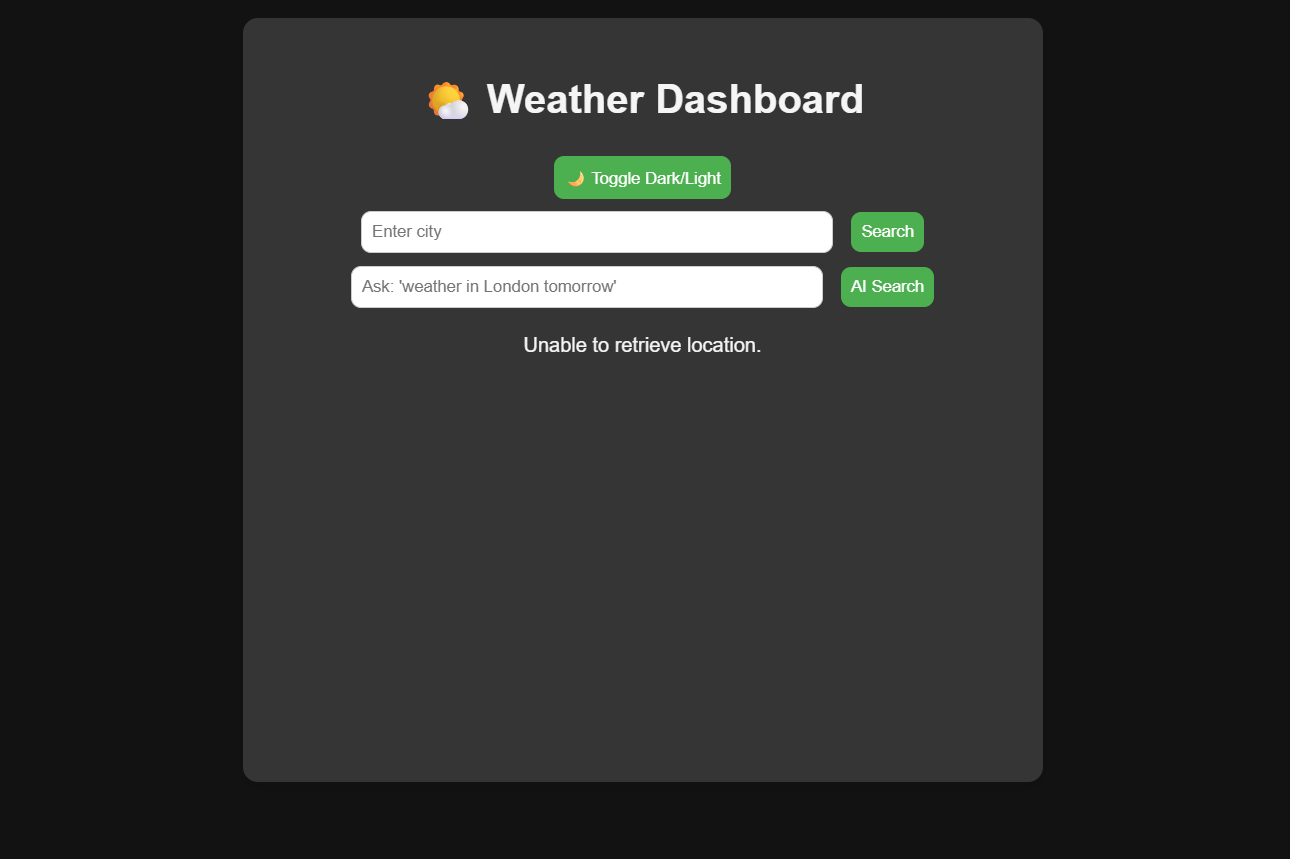 Weather Dashboard
Toggle Dark/Light
Enter city
Search
Ask: 'weather in London tomorrow'
AI Search
Unable to retrieve location.